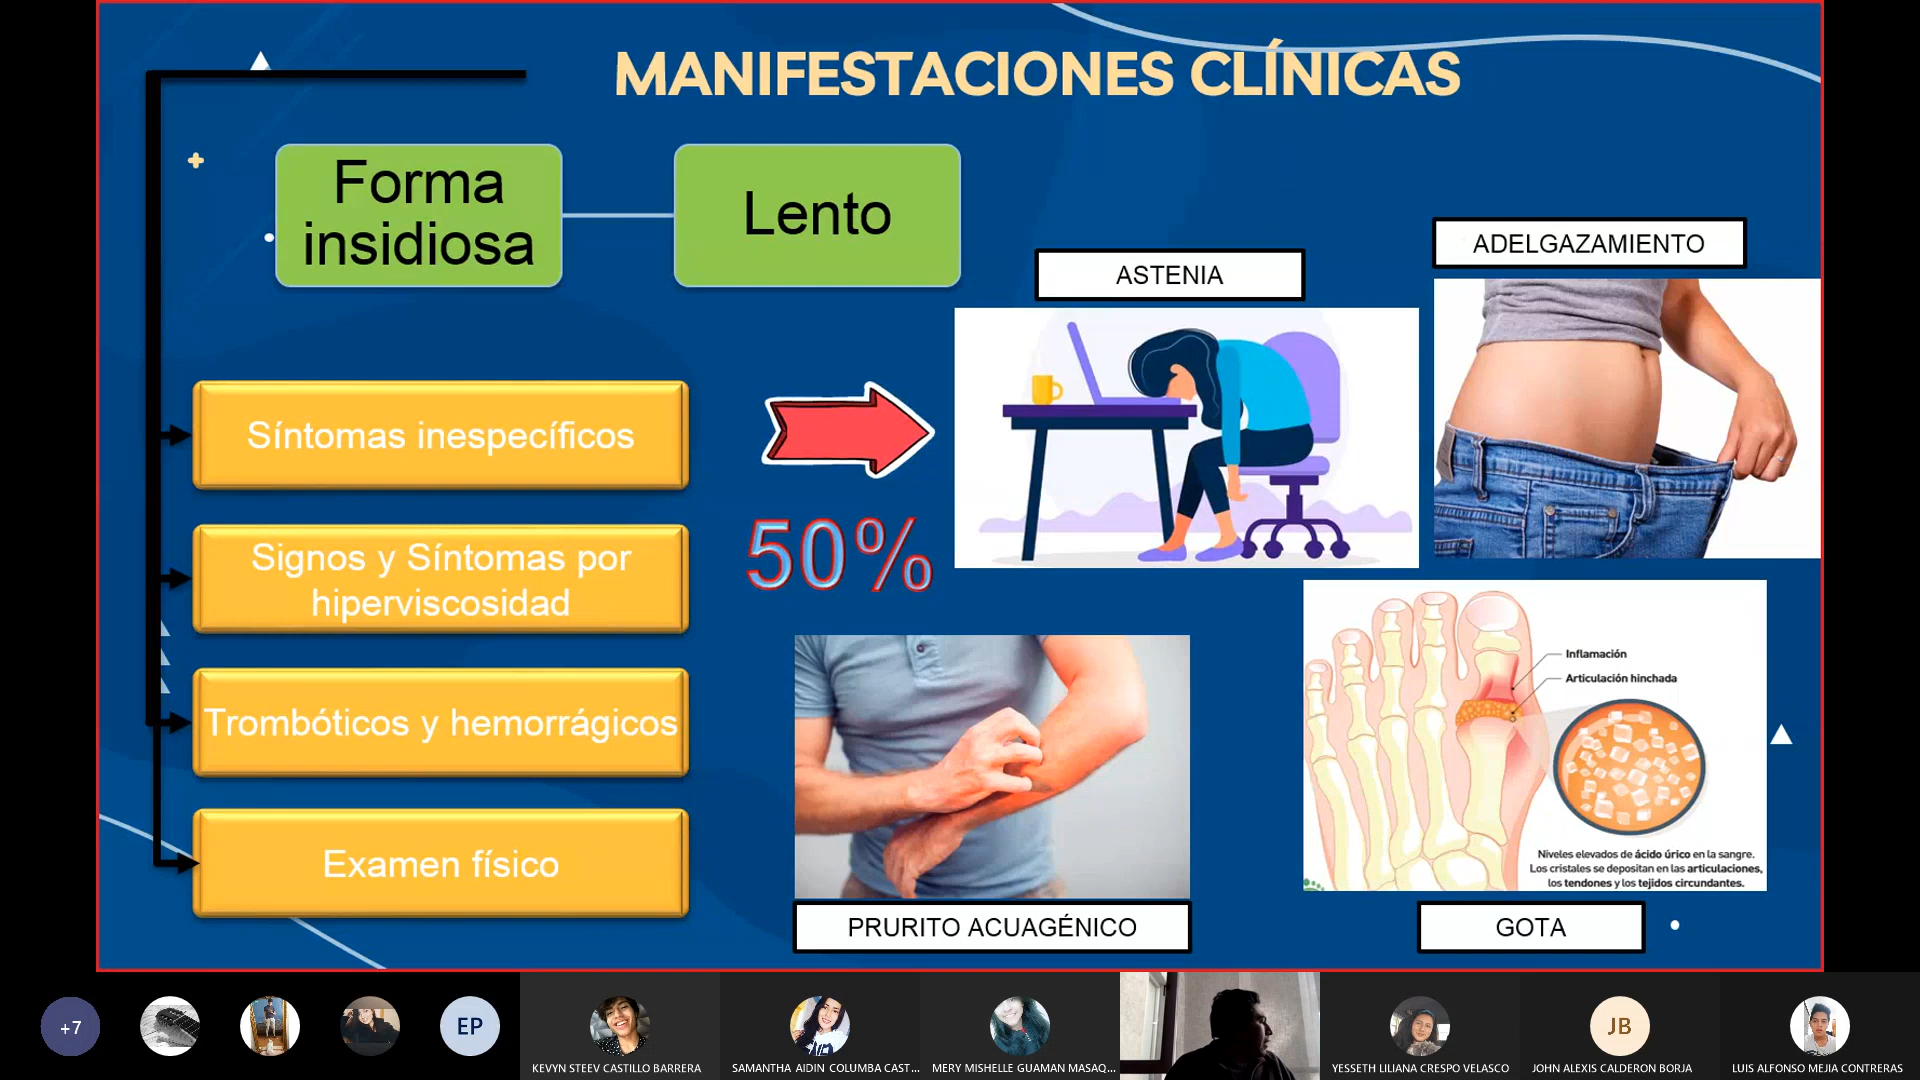 MANIFESTACIONES CLÍNICAS
Forma
insidiosa
Lento
ASTENIA
ADELGAZAMIENTO
Síntomas inespecíficos
50%
Signos y Síntomas por
hiperviscosidad
Trombóticos y hemorrágicos
Examen físico
Inflamación
Articulación hinchada
Niveles elevados de ácido úrico en la sangre.
Los cristales se depositan en las articulaciones,
los tendones y los tejidos circundantes.
PRURITO ACUAGÉNICO
GOTA
+7
EP
KEVYN STEEV CASTILLO BARRERA
SAMANTHA AIDIN COLUMBA CAST...
MERY MISHELLE GUAMAN MASAQ...
YESSETH LILIANA CRESPO VELASCO
JB
JOHN ALEXIS CALDERON BORJA
LUIS ALFONSO MEJIA CONTRERAS